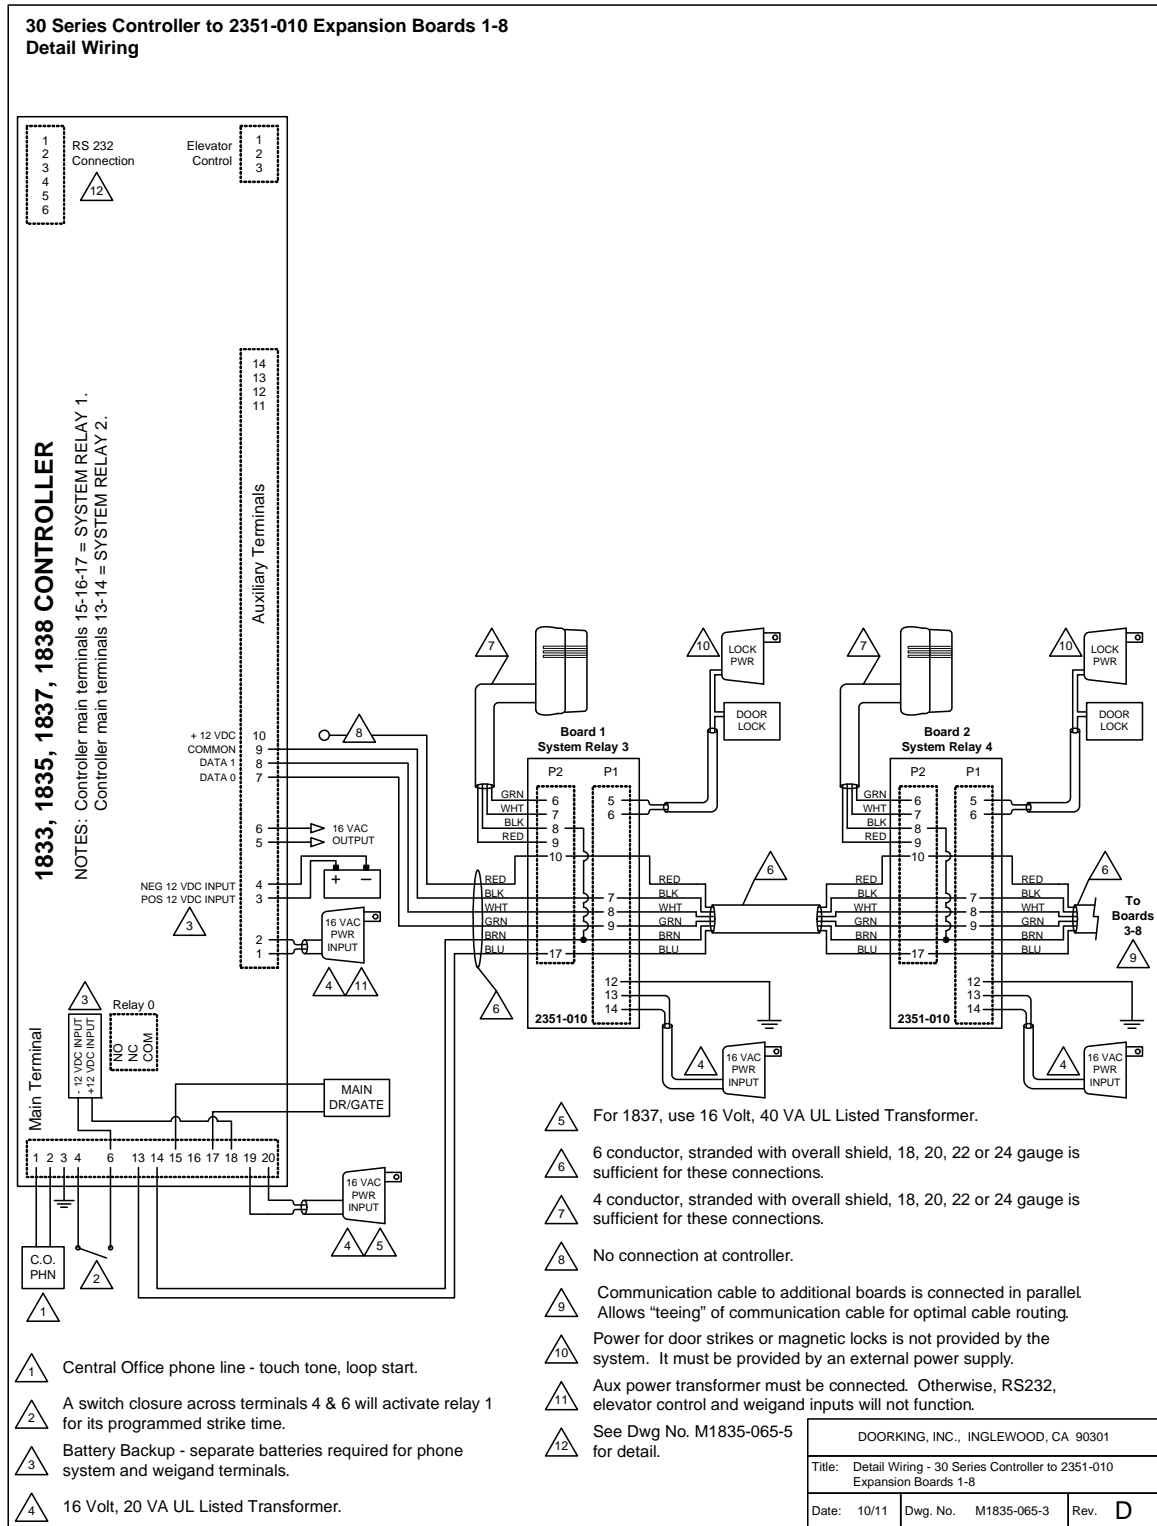 30 Series Controller to 2351-010 Expansion Boards 1-8
Detail Wiring
1
2
3
4
5
6
RS 232
Connection
12
Elevator
Control
1
2
3
1833, 1835, 1837, 1838 CONTROLLER
NOTES: Controller main terminals 15-16-17 = SYSTEM RELAY 1.
Controller main terminals 13-14 = SYSTEM RELAY 2.
Auxiliary Terminals
14
13
12
11
+ 12 VDC 10
COMMON 9
DATA 1 8
DATA 0 7
8
6
5
16 VAC
OUTPUT
NEG 12 VDC INPUT 4
POS 12 VDC INPUT 3
3
+ –
2
1
16 VAC
PWR
INPUT
4 11
3
- 12 VDC INPUT
+12 VDC INPUT
Relay 0
NO
NC
COM
Main Terminal
1 2 3 4 6 13 14 15 16 17 18 19 20
MAIN
DR/GATE
16 VAC
PWR
INPUT
4 5
C.O.
PHN
1
2
7
10
LOCK
PWR
DOOR
LOCK
Board 1
System Relay 3
P2 P1
GRN 6
WHT 7
BLK 8
RED 9
10
5
6
RED
BLK
WHT
GRN
BRN
BLU
17
7
8
9
RED
BLK
WHT
GRN
BRN
BLU
6
6
12
13
14
2351-010
4
16 VAC
PWR
INPUT
7
10
LOCK
PWR
DOOR
LOCK
Board 2
System Relay 4
P2 P1
GRN 6
WHT 7
BLK 8
RED 9
10
5
6
RED
BLK
WHT
GRN
BRN
BLU
17
7
8
9
RED
BLK
WHT
GRN
BRN
BLU
6
To
Boards
3-8
9
12
13
14
2351-010
4
16 VAC
PWR
INPUT
1 Central Office phone line - touch tone, loop start.
2 A switch closure across terminals 4 & 6 will activate relay 1
for its programmed strike time.
3 Battery Backup - separate batteries required for phone
system and weigand terminals.
4 16 Volt, 20 VA UL Listed Transformer.
5 For 1837, use 16 Volt, 40 VA UL Listed Transformer.
6 6 conductor, stranded with overall shield, 18, 20, 22 or 24 gauge is
sufficient for these connections.
7 4 conductor, stranded with overall shield, 18, 20, 22 or 24 gauge is
sufficient for these connections.
8 No connection at controller.
9 Communication cable to additional boards is connected in parallel.
Allows “teeing” of communication cable for optimal cable routing.
10 Power for door strikes or magnetic locks is not provided by the
system. It must be provided by an external power supply.
11 Aux power transformer must be connected. Otherwise, RS232,
elevator control and weigand inputs will not function.
12 See Dwg No. M1835-065-5
for detail.
DOORKING, INC., INGLEWOOD, CA 90301
Title: Detail Wiring - 30 Series Controller to 2351-010
Expansion Boards 1-8
Date: 10/11 Dwg. No. M1835-065-3 Rev. D